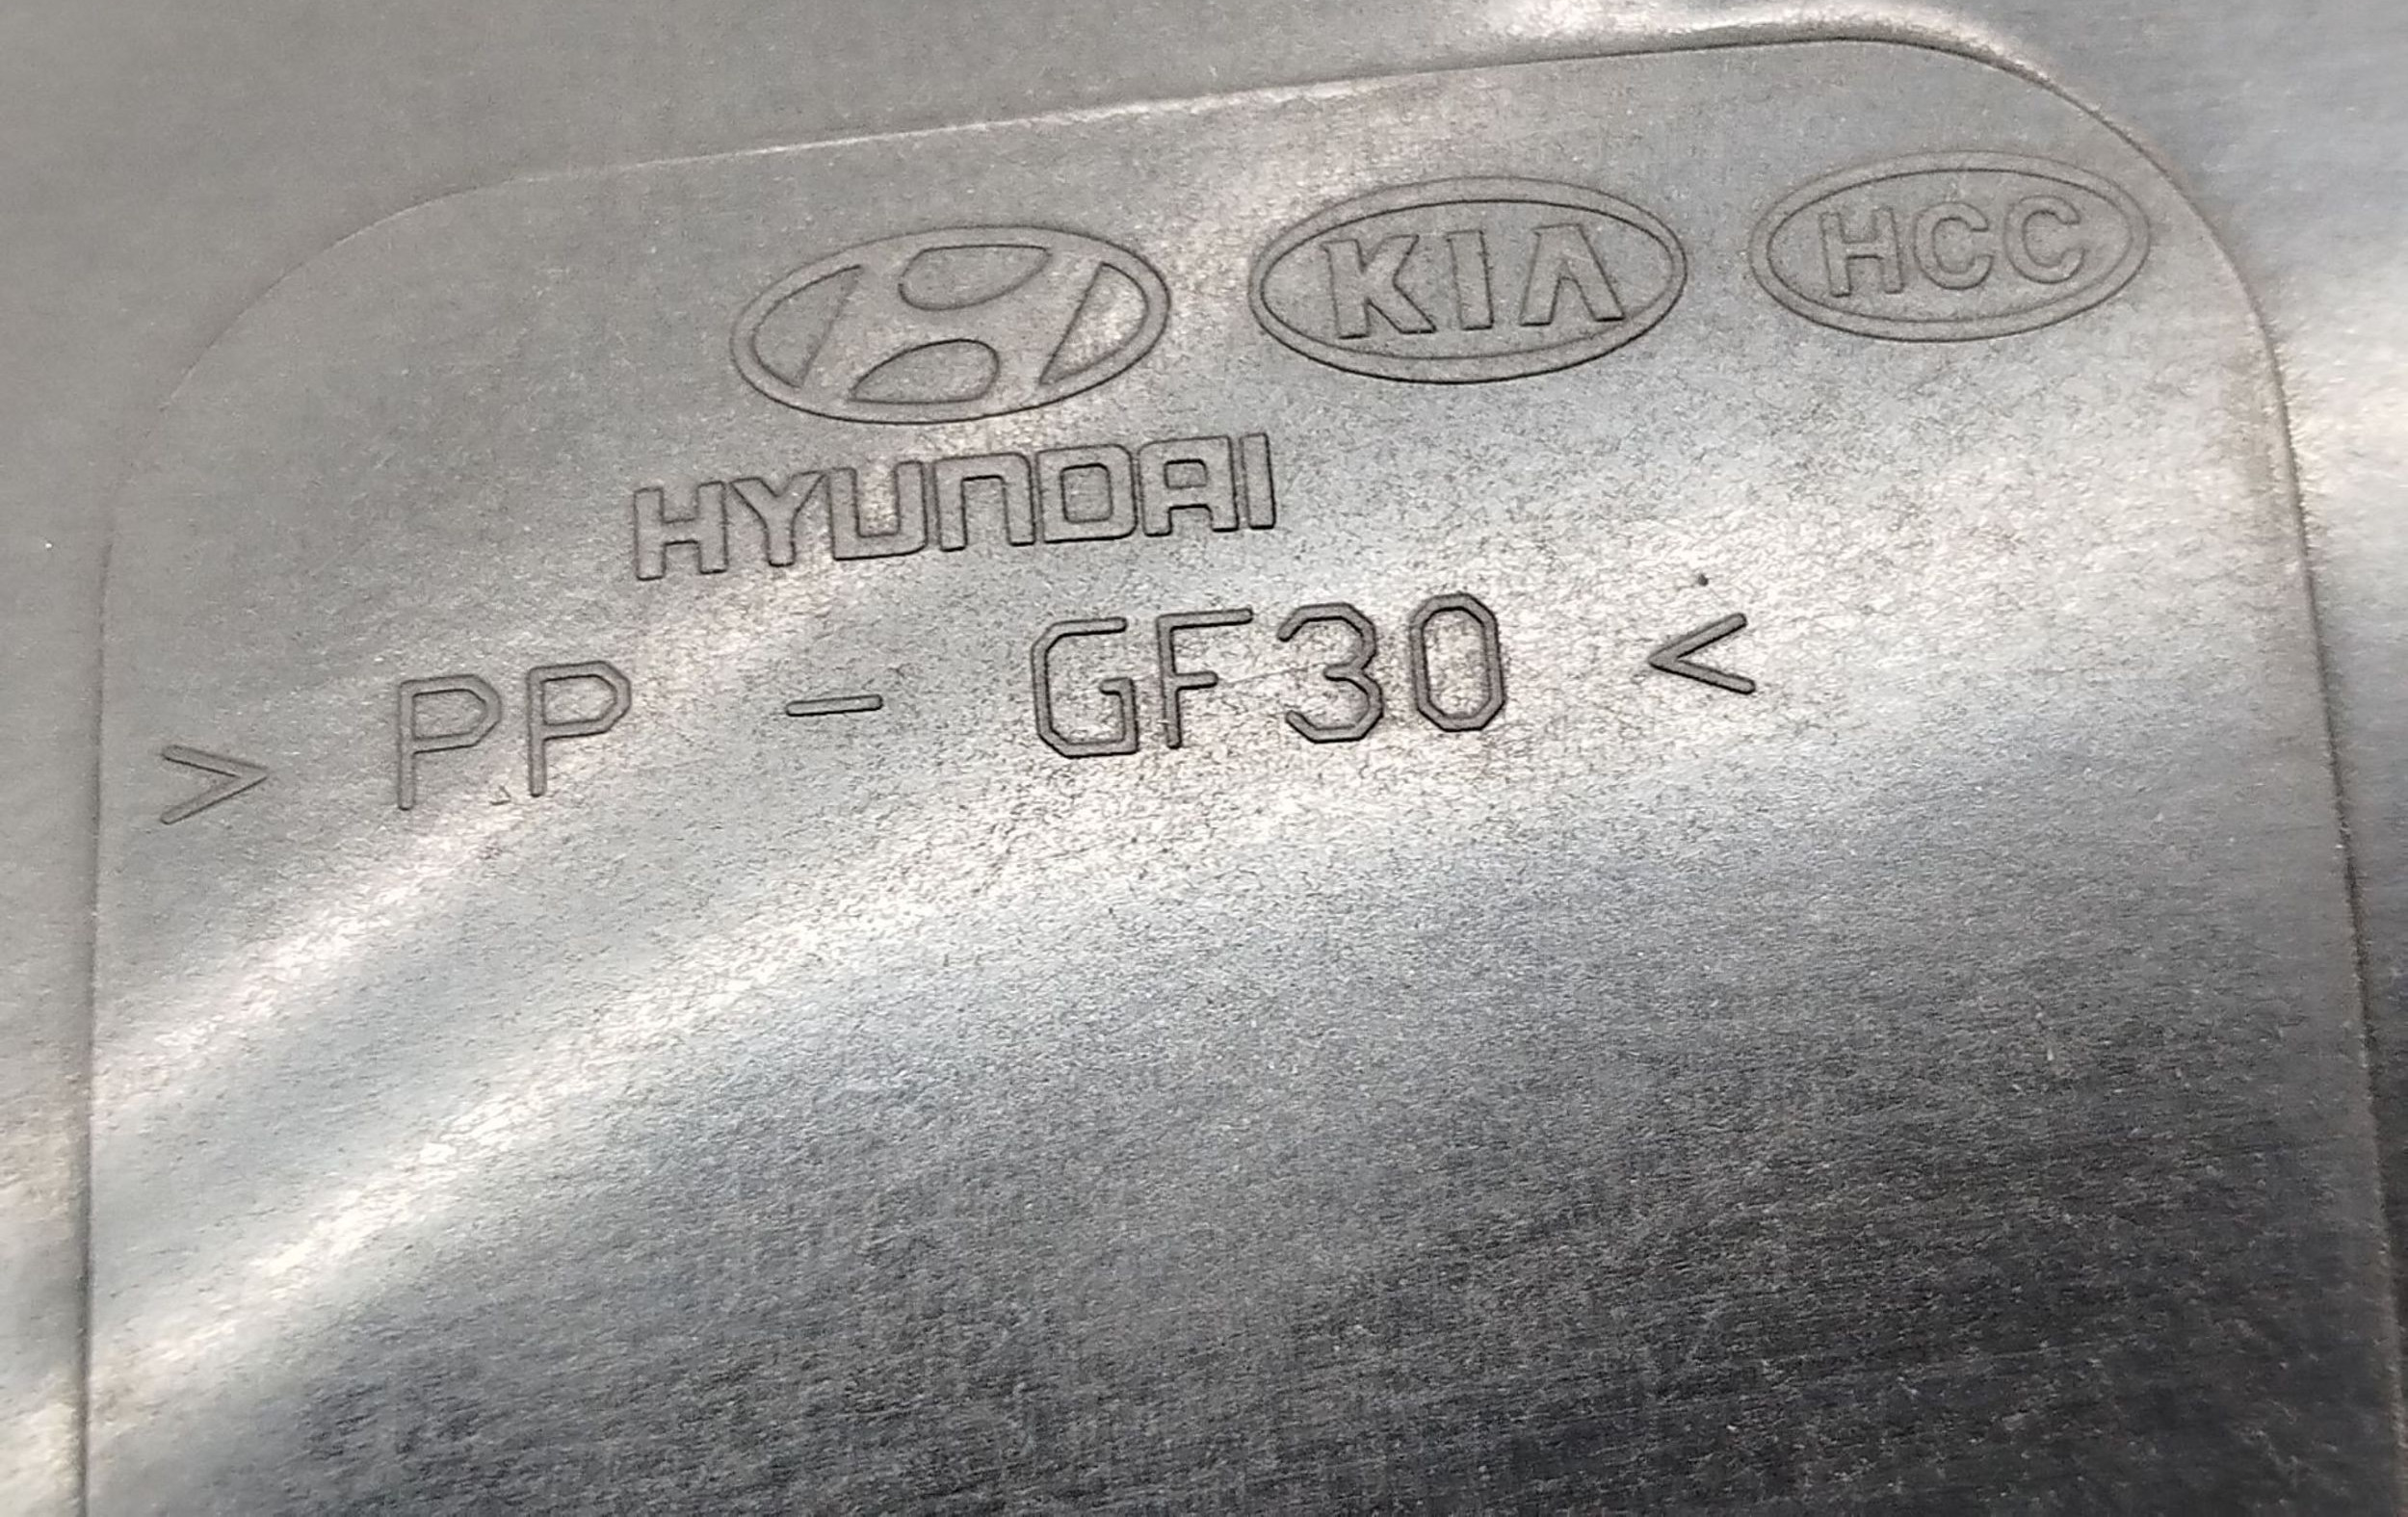 KIA HCC
HYUNDAI
> PP - GF30 <